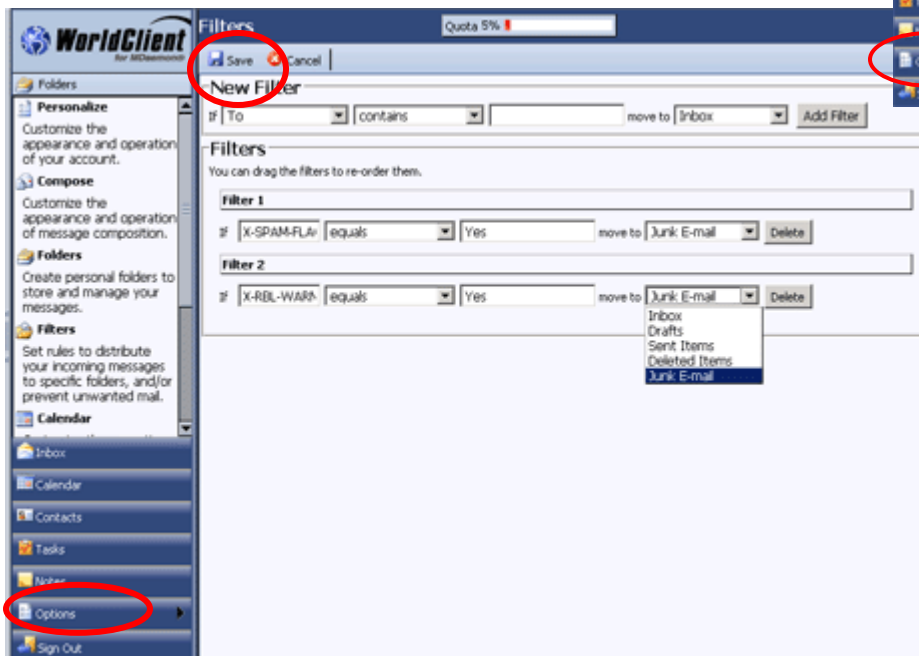 WorldClient
for MDaemon
Folders
Personalize
Customize the
appearance and operation
of your account.
Compose
Customize the
appearance and operation
of message composition.
Folders
Create personal folders to
store and manage your
messages.
Filters
Set rules to distribute
your incoming messages
to specific folders, and/or
prevent unwanted mail.
Calendar
Inbox
Calendar
Contacts
Tasks
Notes
Options
Sign Out
Filters
Quota 5%
Save Cancel
New Filter
If To contains move to Inbox Add Filter
Filters
You can drag the filters to re-order them.
Filter 1
If X-SPAM-FLA equals Yes move to Junk E-mail Delete
Filter 2
If X-RBL-WARN equals Yes move to Junk E-mail Delete
Inbox
Drafts
Sent Items
Deleted Items
Junk E-mail